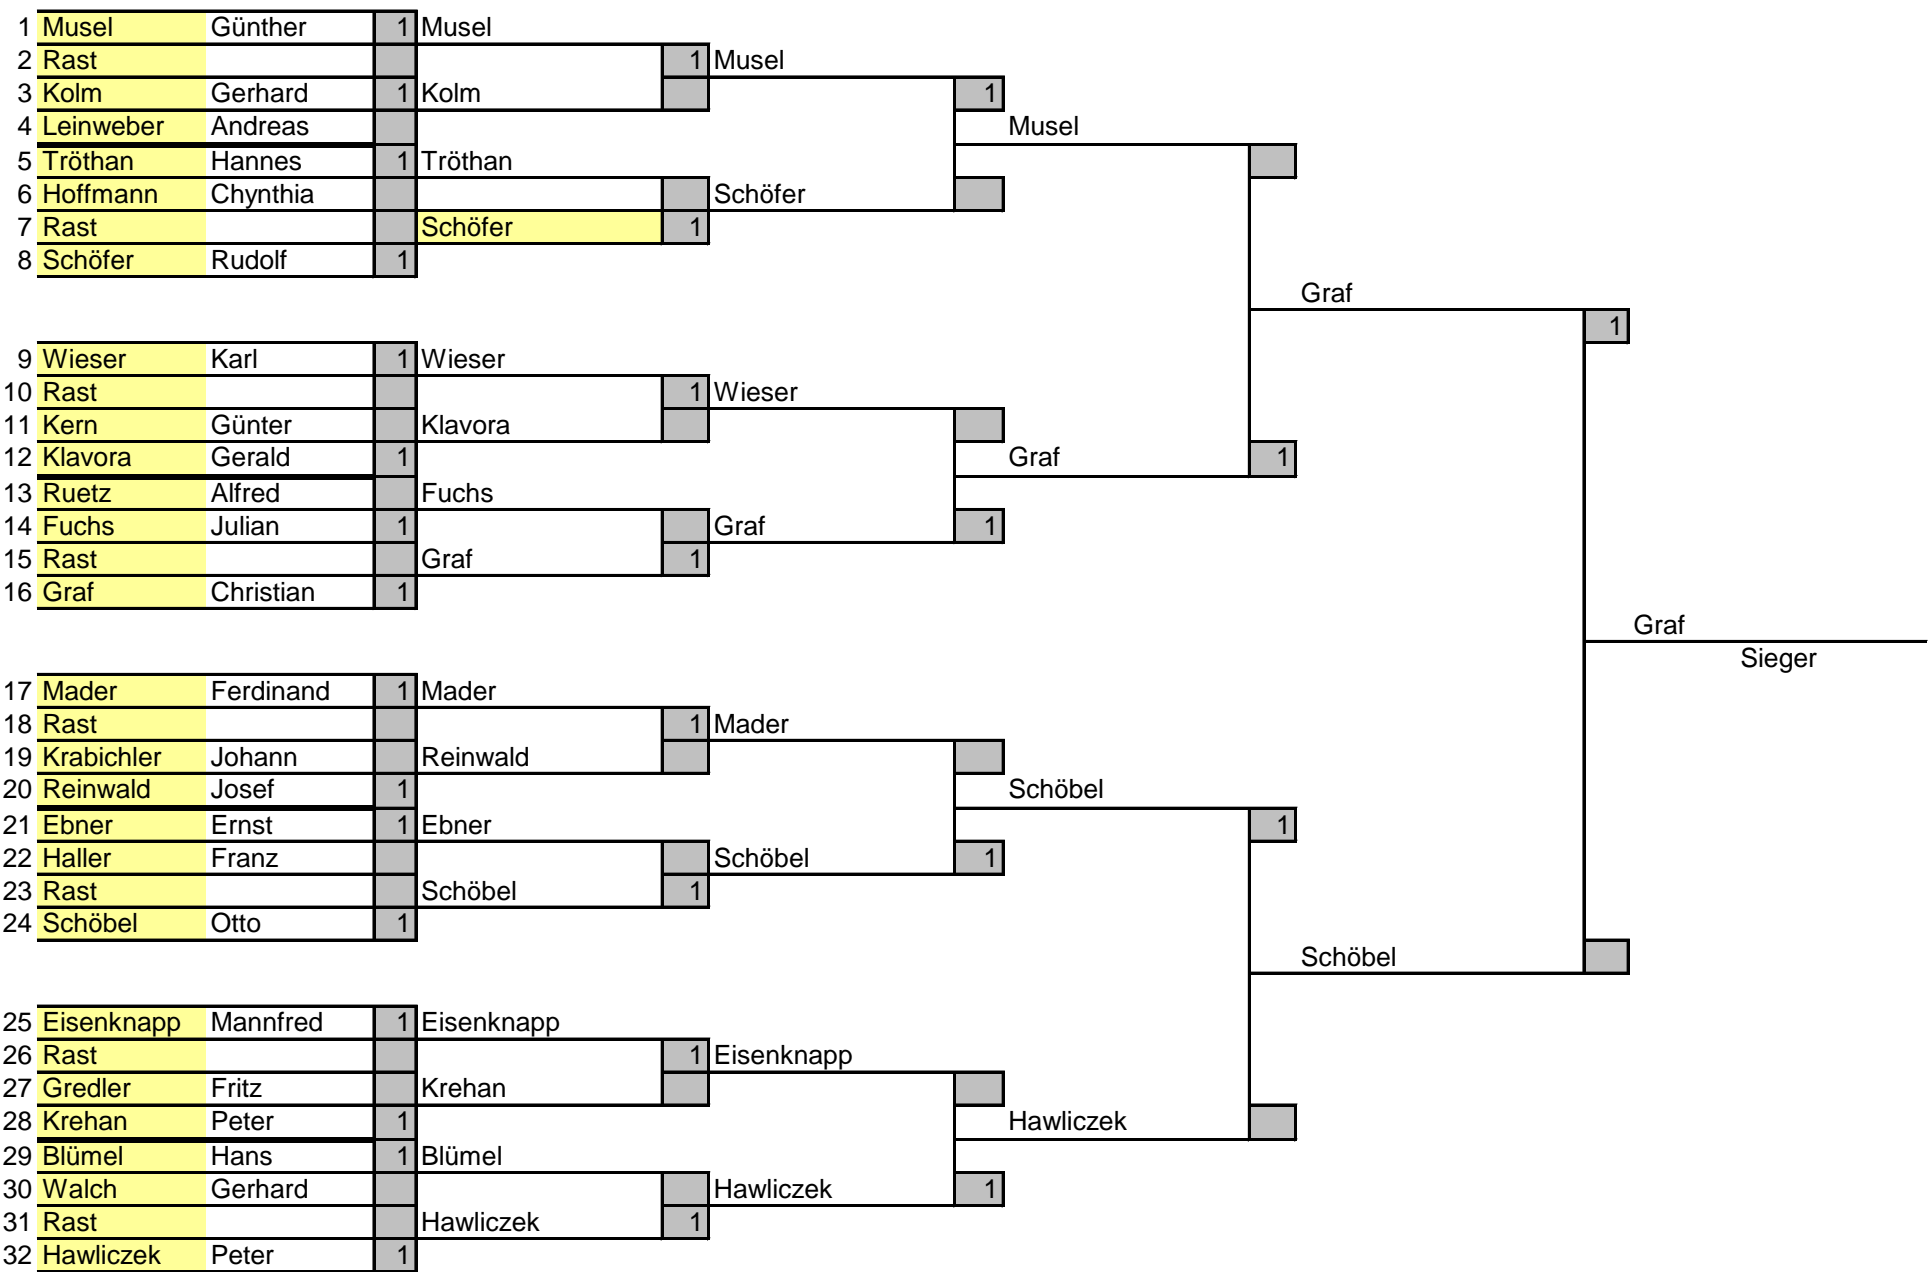 1 Musel Günther 1 Musel
2 Rast 1 Musel
3 Kolm Gerhard 1 Kolm 1
4 Leinweber Andreas Musel
5 Tröthan Hannes 1 Tröthan
6 Hoffmann Chynthia Schöfer
7 Rast Schöfer 1
8 Schöfer Rudolf 1
Graf
1
9 Wieser Karl 1 Wieser
10 Rast 1 Wieser
11 Kern Günter Klavora
12 Klavora Gerald 1 Graf 1
13 Ruetz Alfred Fuchs
14 Fuchs Julian 1 Graf 1
15 Rast Graf 1
16 Graf Christian 1
Graf
Sieger
17 Mader Ferdinand 1 Mader
18 Rast 1 Mader
19 Krabichler Johann Reinwald
20 Reinwald Josef 1 Schöbel
21 Ebner Ernst 1 Ebner 1
22 Haller Franz Schöbel 1
23 Rast Schöbel 1
24 Schöbel Otto 1
Schöbel
25 Eisenknapp Mannfred 1 Eisenknapp
26 Rast 1 Eisenknapp
27 Gredler Fritz Krehan
28 Krehan Peter 1 Hawliczek
29 Blümel Hans 1 Blümel
30 Walch Gerhard Hawliczek 1
31 Rast Hawliczek 1
32 Hawliczek Peter 1